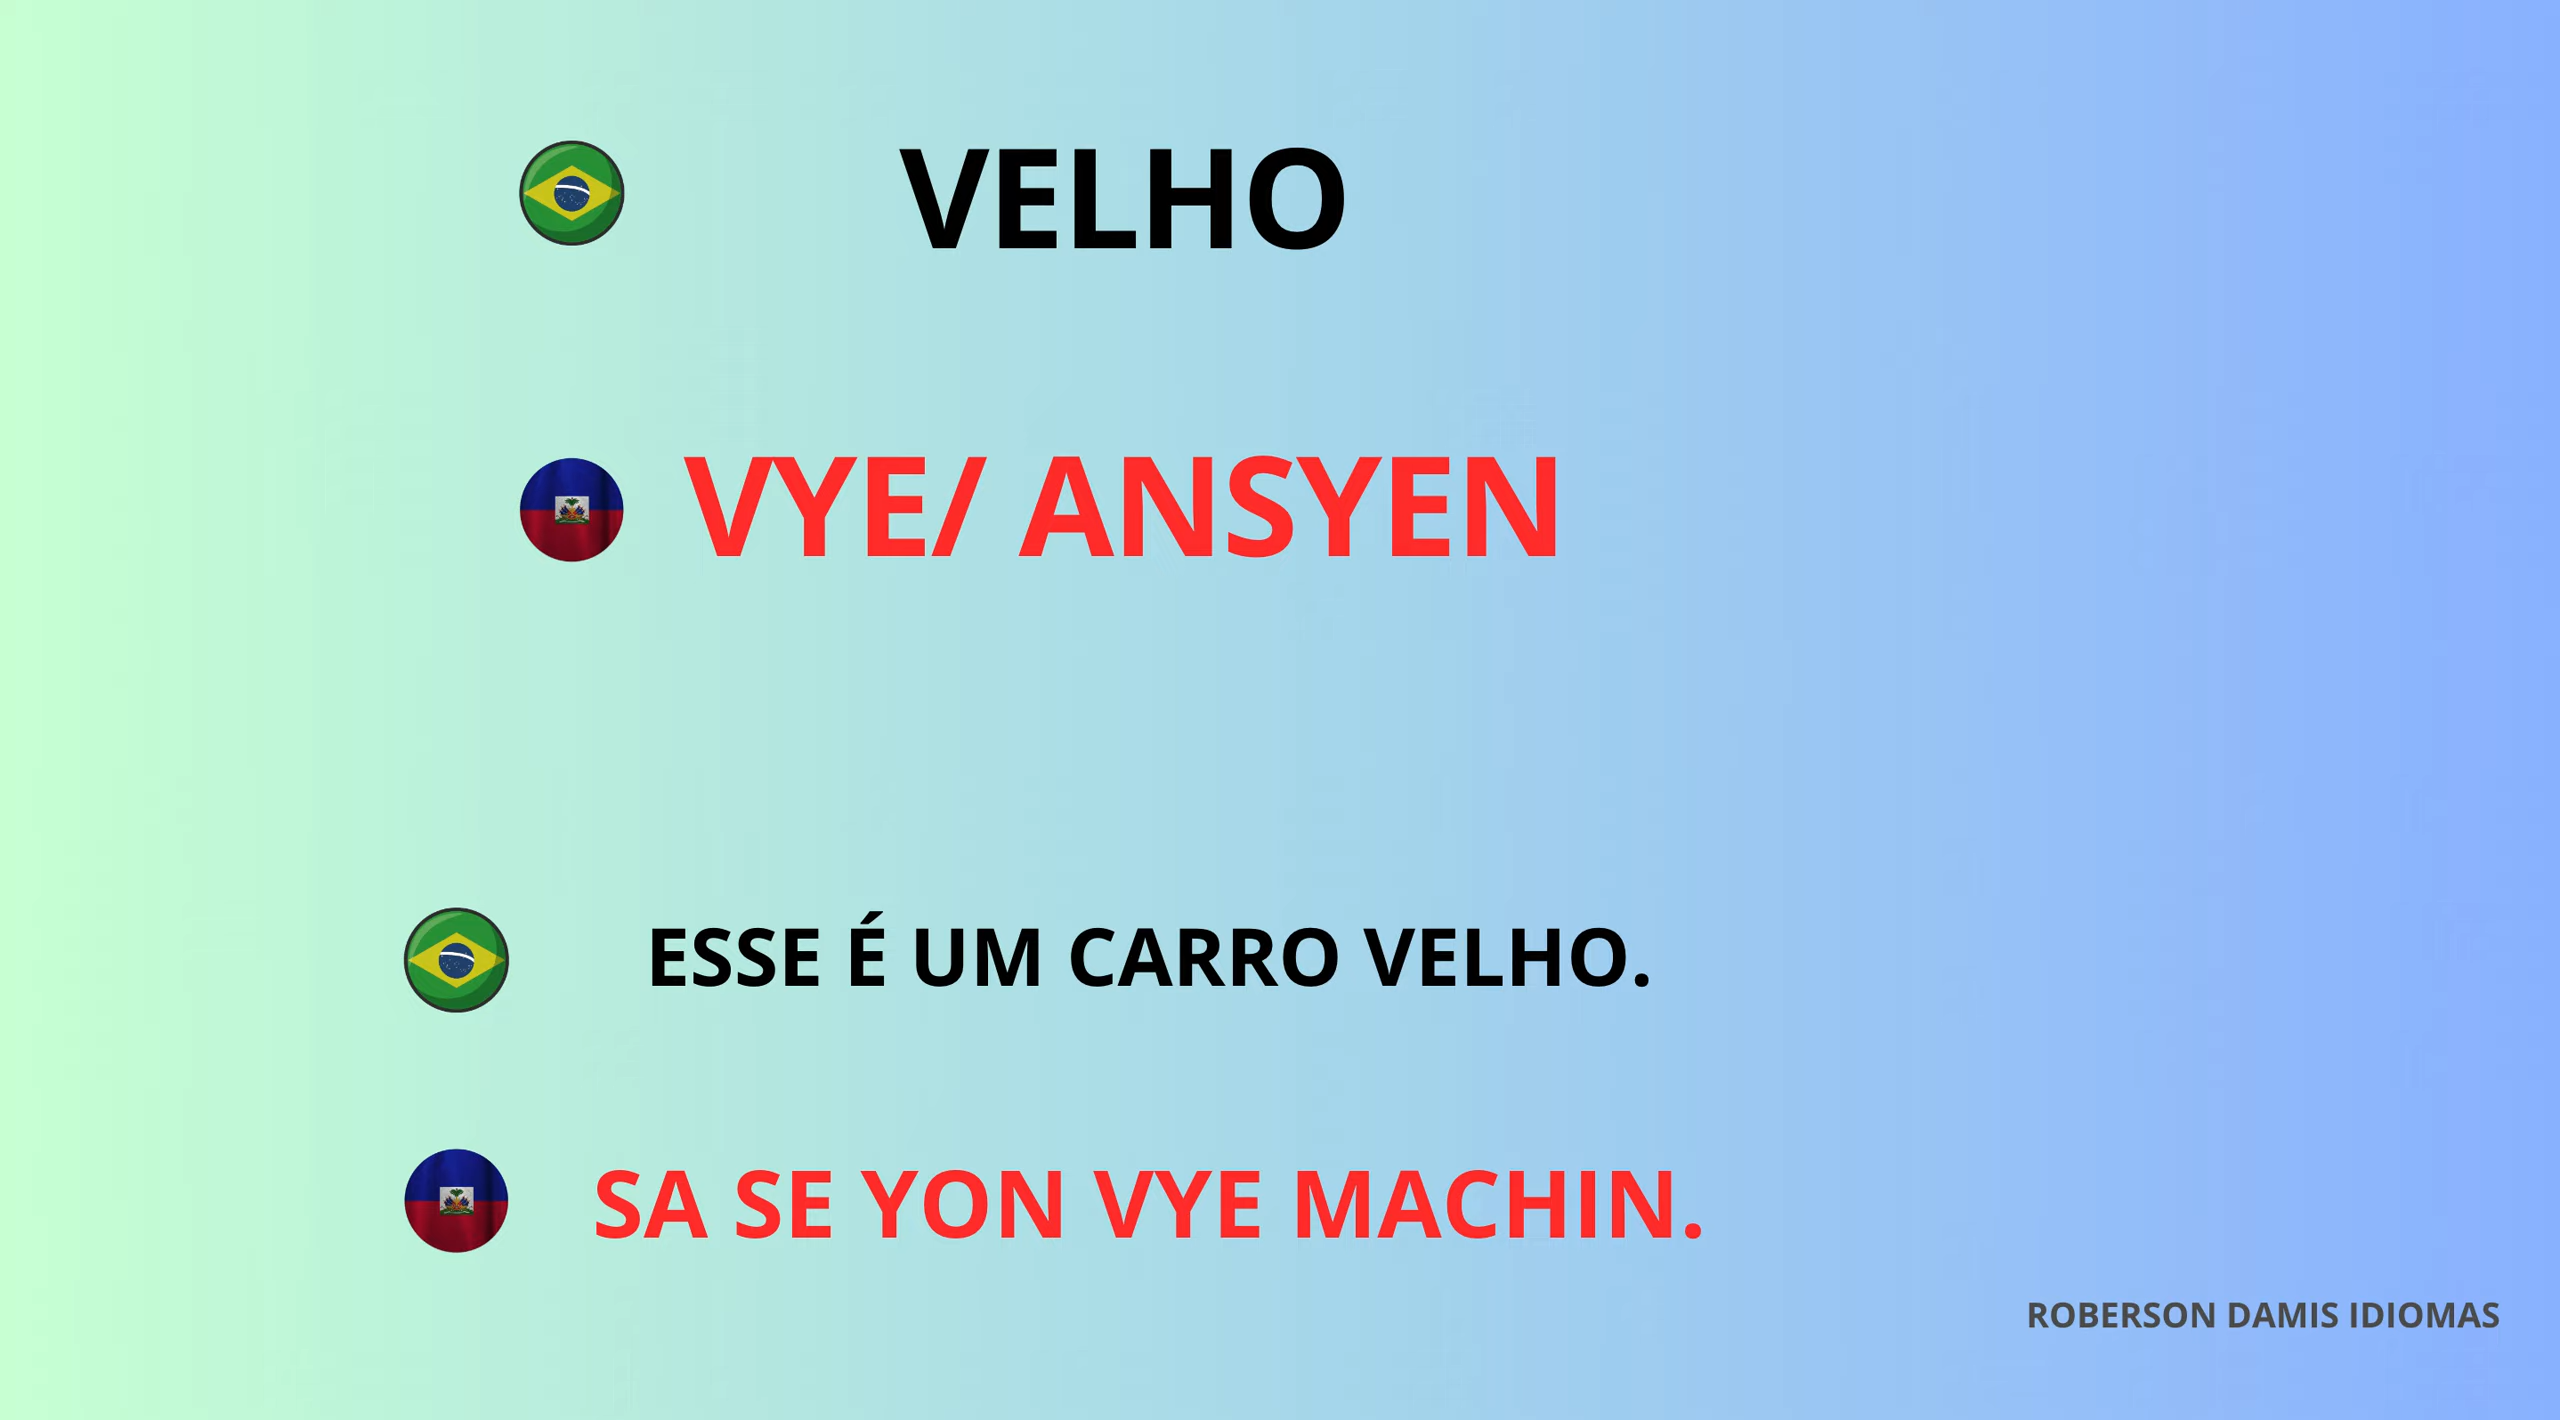 VELHO
VYE/ ANSYEN
ESSE É UM CARRO VELHO.
SA SE YON VYE MACHIN.
ROBERSON DAMIS IDIOMAS